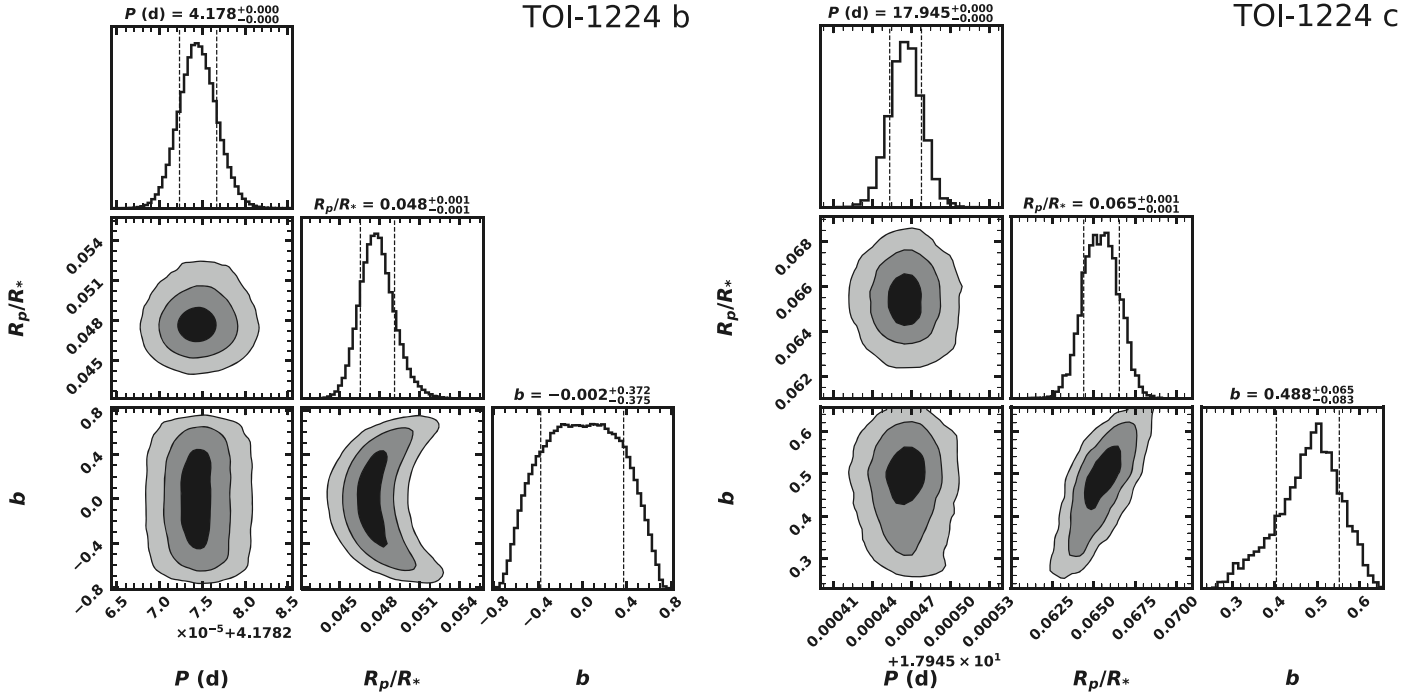 P (d) = 4.178+0.000−0.000
TOI-1224 b
Rp/R* = 0.048+0.001−0.001
b = −0.002+0.372−0.375
Rp/R*
0.054
0.051
0.048
0.045
b
0.8
0.4
0.0
−0.4
−0.8
6.5 7.0 7.5 8.0 8.5
0.045 0.048 0.051 0.054
−0.8 −0.4 0.0 0.4 0.8
×10−5+4.1782
P (d) Rp/R* b
P (d) = 17.945+0.000−0.000
TOI-1224 c
Rp/R* = 0.065+0.001−0.001
b = 0.488+0.065−0.083
Rp/R*
0.068
0.066
0.064
0.062
b
0.6
0.5
0.4
0.3
0.00041 0.00044 0.00047 0.00050 0.00053
0.0625 0.0650 0.0675 0.0700
0.3 0.4 0.5 0.6
+1.7945 × 101
P (d) Rp/R* b